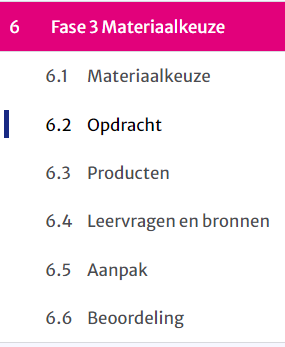 6 Fase 3 Materiaalkeuze
6.1 Materiaalkeuze
6.2 Opdracht
6.3 Producten
6.4 Leervragen en bronnen
6.5 Aanpak
6.6 Beoordeling